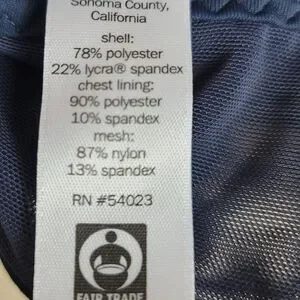 Sonoma County,
California
shell:
78% polyester
22% lycra® spandex
chest lining:
90% polyester
10% spandex
mesh:
87% nylon
13% spandex
RN #54023
FAIR TRADE